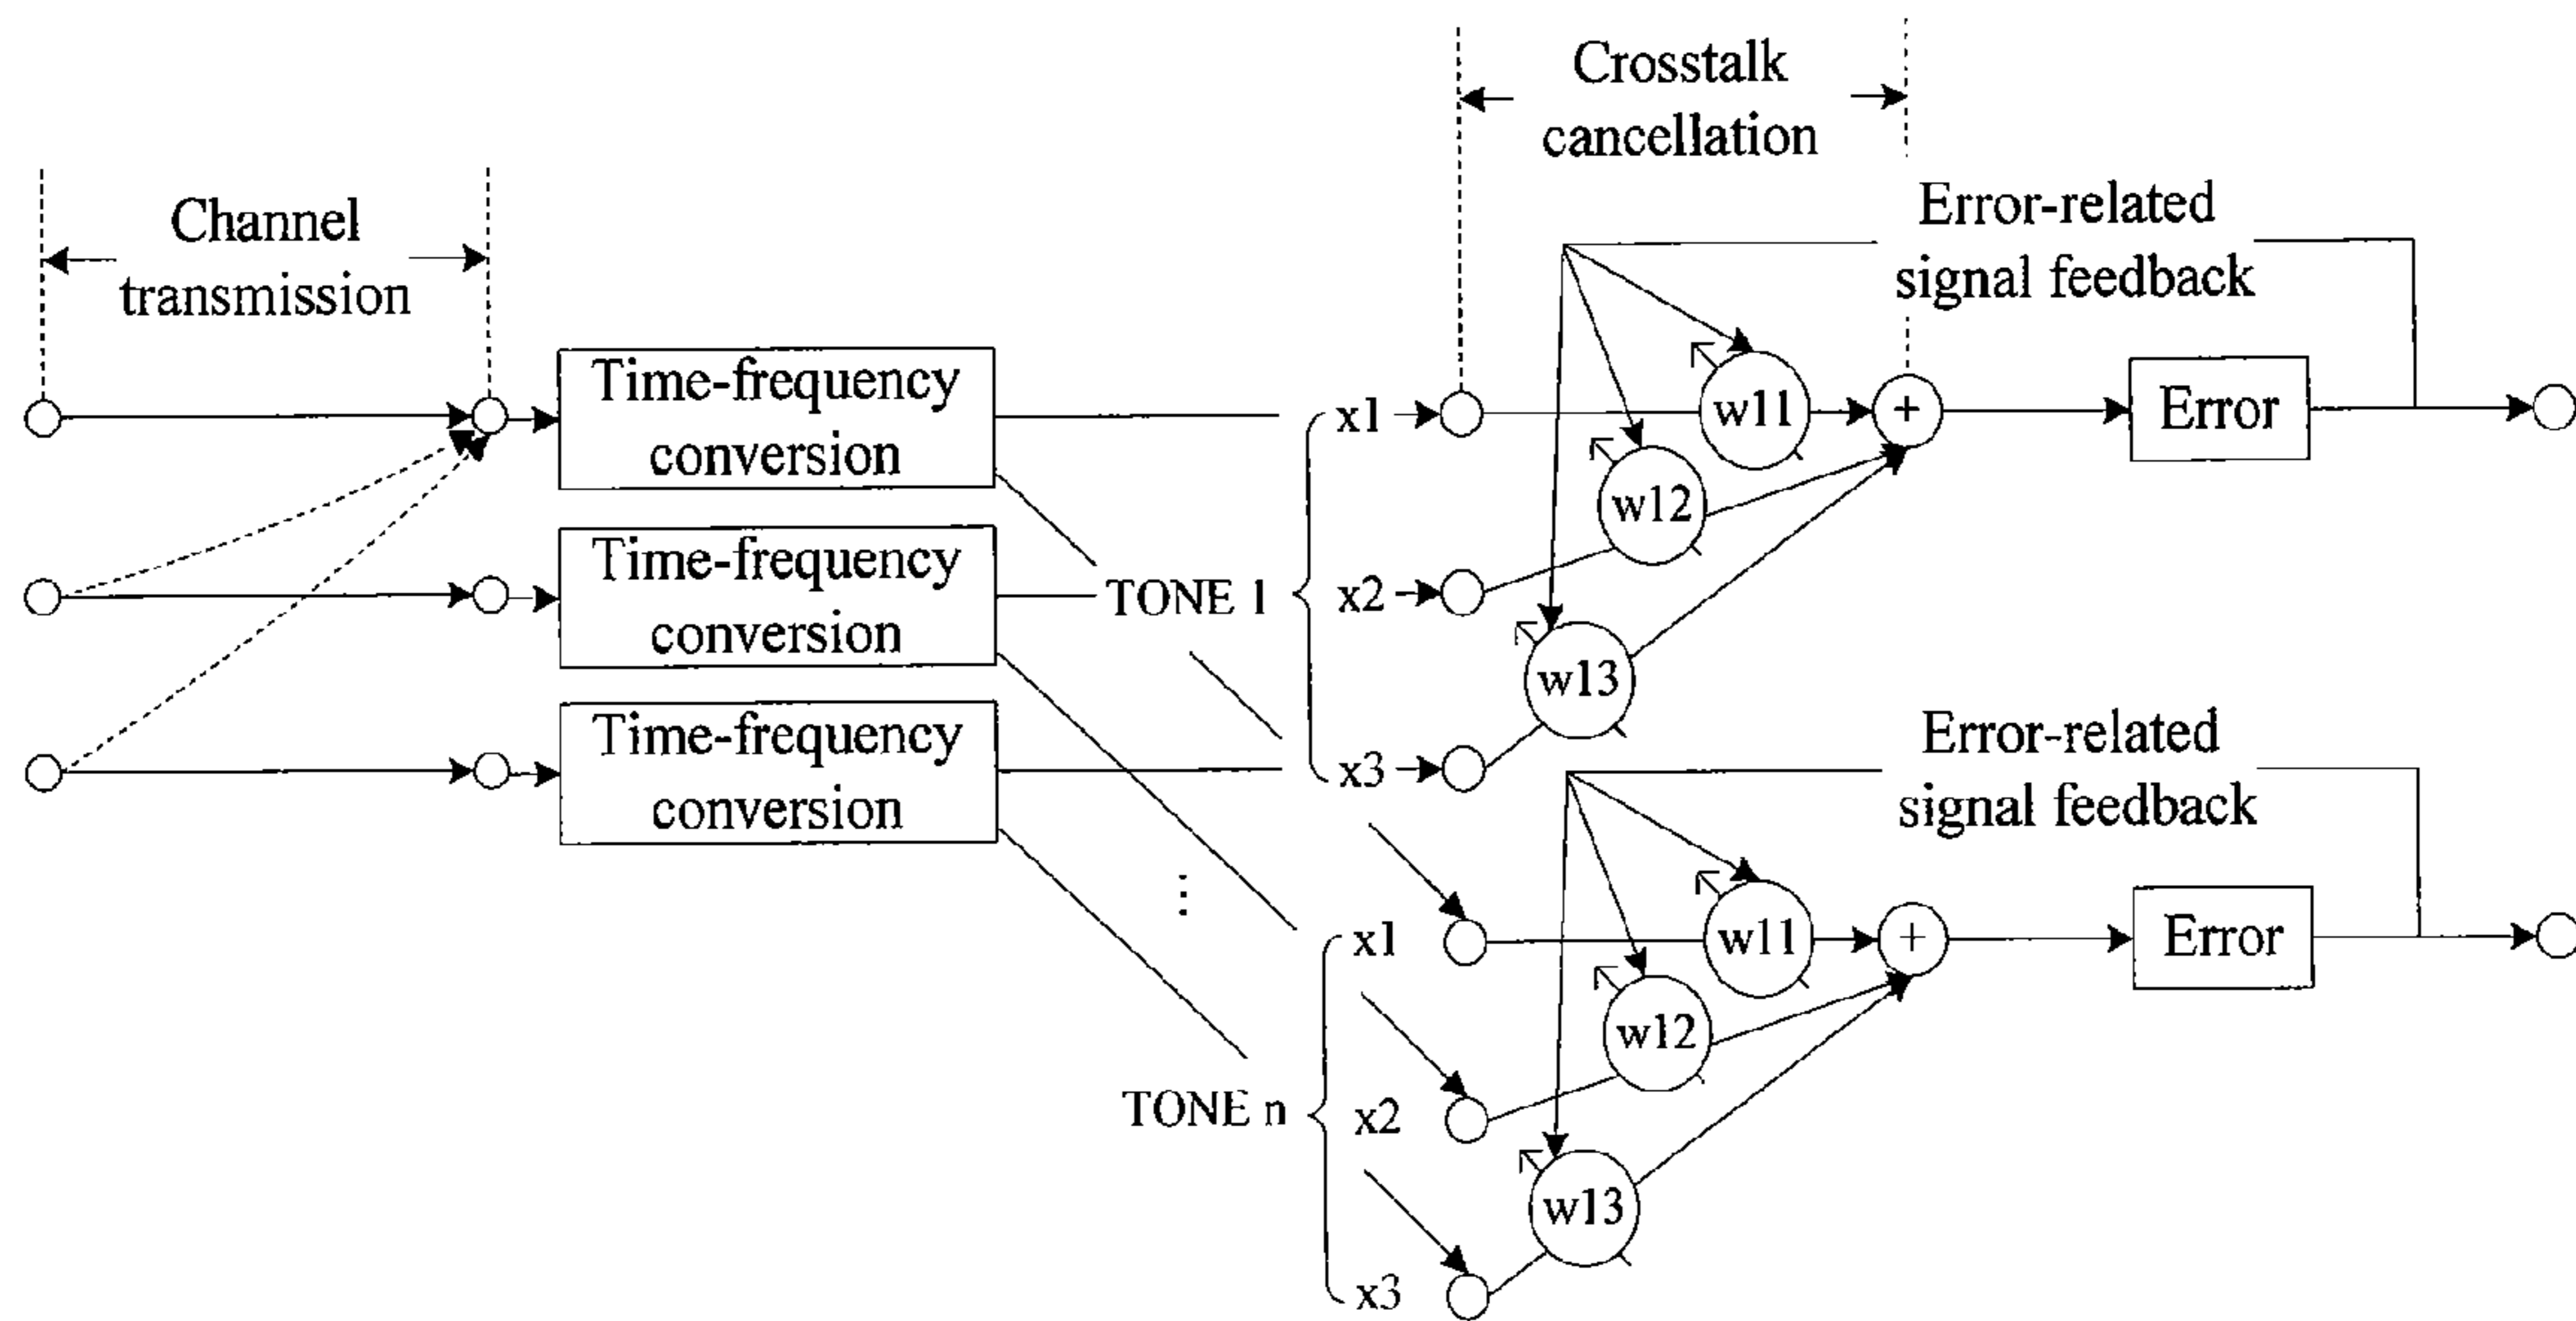 Crosstalk
cancellation
Channel
transmission
Error-related
signal feedback
Time-frequency
conversion
x1
w11
+
Error
w12
Time-frequency
conversion
TONE 1
x2
w13
Time-frequency
conversion
x3
Error-related
signal feedback
⋮
x1
w11
+
Error
w12
TONE n
x2
w13
x3